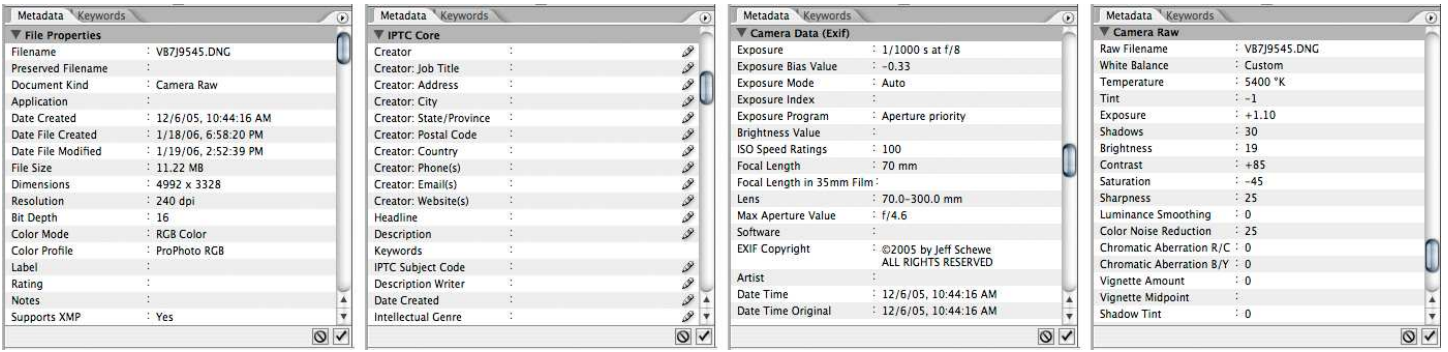 Metadata Keywords
File Properties
Filename : VB7J9545.DNG
Preserved Filename :
Document Kind : Camera Raw
Application :
Date Created : 12/6/05, 10:44:16 AM
Date File Created : 1/18/06, 6:58:20 PM
Date File Modified : 1/19/06, 2:52:39 PM
File Size : 11.22 MB
Dimensions : 4992 x 3328
Resolution : 240 dpi
Bit Depth : 16
Color Mode : RGB Color
Color Profile : ProPhoto RGB
Label :
Rating :
Notes :
Supports XMP : Yes
Metadata Keywords
IPTC Core
Creator :
Creator: Job Title :
Creator: Address :
Creator: City :
Creator: State/Province :
Creator: Postal Code :
Creator: Country :
Creator: Phone(s) :
Creator: Email(s) :
Creator: Website(s) :
Headline :
Description :
Keywords :
IPTC Subject Code :
Description Writer :
Date Created :
Intellectual Genre :
Metadata Keywords
Camera Data (Exif)
Exposure : 1/1000 s at f/8
Exposure Bias Value : -0.33
Exposure Mode : Auto
Exposure Index :
Exposure Program : Aperture priority
Brightness Value :
ISO Speed Ratings : 100
Focal Length : 70 mm
Focal Length in 35mm Film :
Lens : 70.0-300.0 mm
Max Aperture Value : f/4.6
Software :
EXIF Copyright : ©2005 by Jeff Schewe
ALL RIGHTS RESERVED
Artist :
Date Time : 12/6/05, 10:44:16 AM
Date Time Original : 12/6/05, 10:44:16 AM
Metadata Keywords
Camera Raw
Raw Filename : VB7J9545.DNG
White Balance : Custom
Temperature : 5400 °K
Tint : -1
Exposure : +1.10
Shadows : 30
Brightness : 19
Contrast : +85
Saturation : -45
Sharpness : 25
Luminance Smoothing : 0
Color Noise Reduction : 25
Chromatic Aberration R/C : 0
Chromatic Aberration B/Y : 0
Vignette Amount : 0
Vignette Midpoint :
Shadow Tint : 0